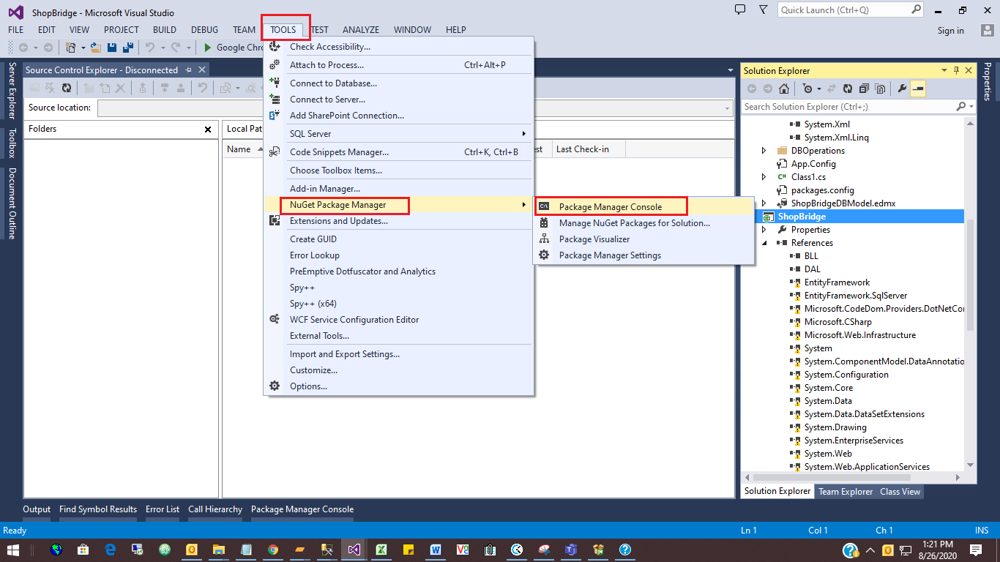 ShopBridge - Microsoft Visual Studio
Quick Launch (Ctrl+Q)
FILE EDIT VIEW PROJECT BUILD DEBUG TEAM TOOLS TEST ANALYZE WINDOW HELP
Sign in
Google Chr
Server Explorer
Toolbox
Document Outline
Source Control Explorer - Disconnected
Source location:
Folders
Local Pat
Name
est
Last Check-in
Check Accessibility...
Attach to Process... Ctrl+Alt+P
Connect to Database...
Connect to Server...
Add SharePoint Connection...
SQL Server
Code Snippets Manager... Ctrl+K, Ctrl+B
Choose Toolbox Items...
Add-in Manager...
NuGet Package Manager
Extensions and Updates...
Create GUID
Error Lookup
PreEmptive Dotfuscator and Analytics
Spy++
Spy++ (x64)
WCF Service Configuration Editor
External Tools...
Import and Export Settings...
Customize...
Options...
Package Manager Console
Manage NuGet Packages for Solution...
Package Visualizer
Package Manager Settings
Solution Explorer
Search Solution Explorer (Ctrl+;)
System.Xml
System.Xml.Linq
DBOperations
App.Config
C# Class1.cs
packages.config
ShopBridgeDBModel.edmx
ShopBridge
Properties
References
BLL
DAL
EntityFramework
EntityFramework.SqlServer
Microsoft.CodeDom.Providers.DotNetCor
Microsoft.CSharp
Microsoft.Web.Infrastructure
System
System.ComponentModel.DataAnnotatio
System.Configuration
System.Core
System.Data
System.Data.DataSetExtensions
System.Drawing
System.EnterpriseServices
System.Web
System.Web.ApplicationServices
Solution Explorer Team Explorer Class View
Properties
Output Find Symbol Results Error List Call Hierarchy Package Manager Console
Ready Ln 1 Col 1 Ch 1 INS
1:21 PM
8/26/2020